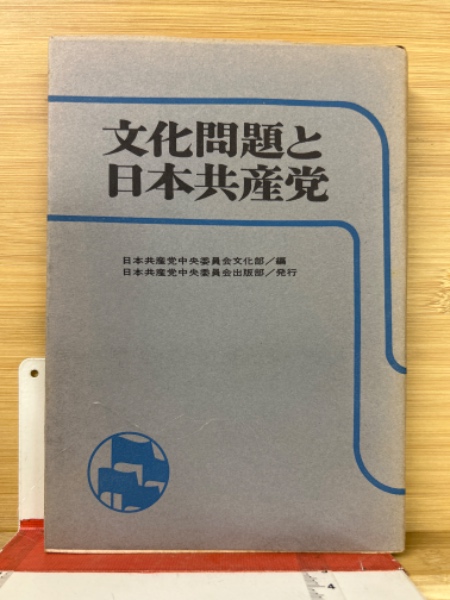 文化問題と
日本共産党
日本共産党中央委員会文化部/編
日本共産党中央委員会出版部/発行
4